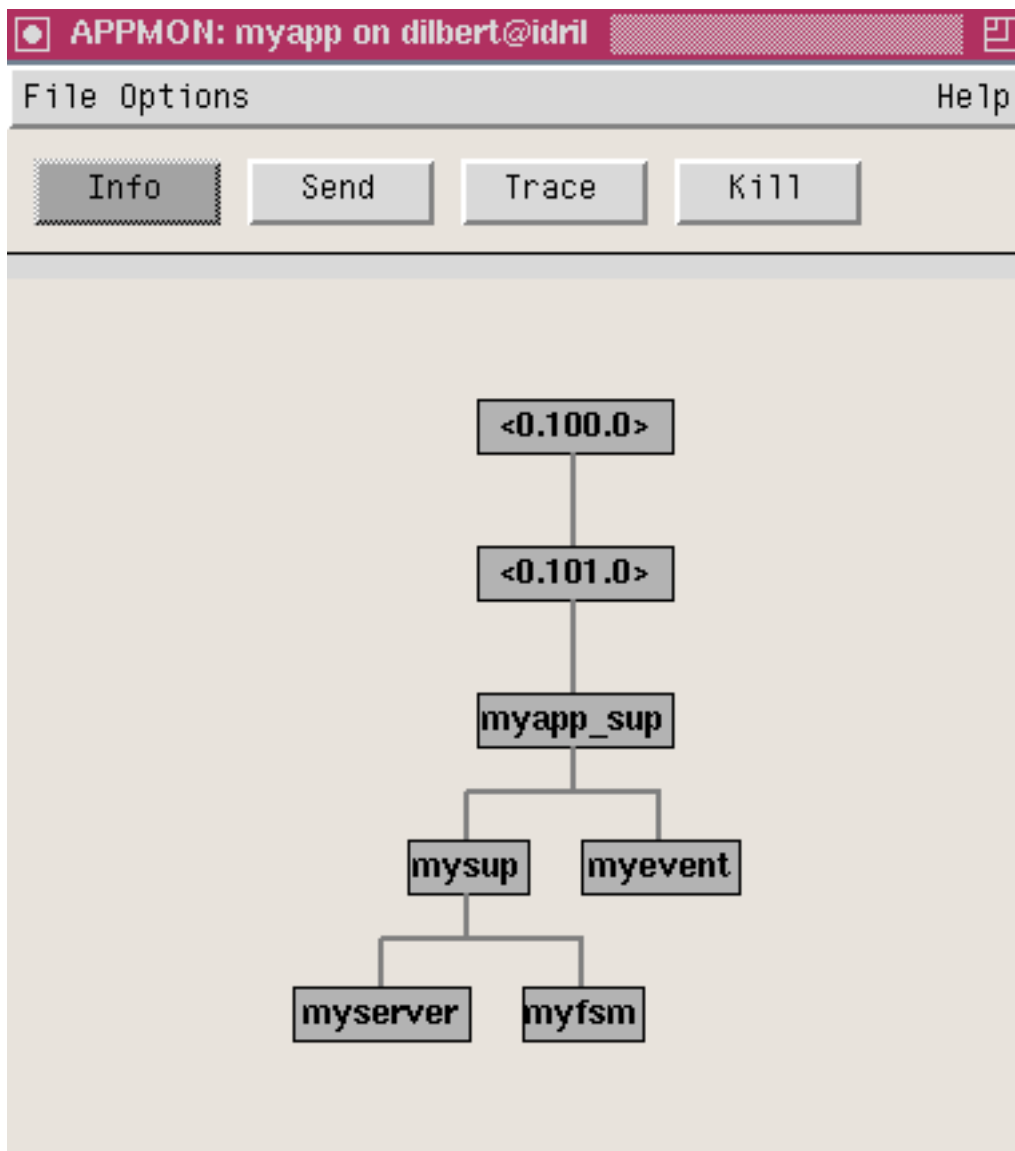 APPMON: myapp on dilbert@idril
File Options Help
Info Send Trace Kill
<0.100.0>
<0.101.0>
myapp_sup
mysup myevent
myserver myfsm